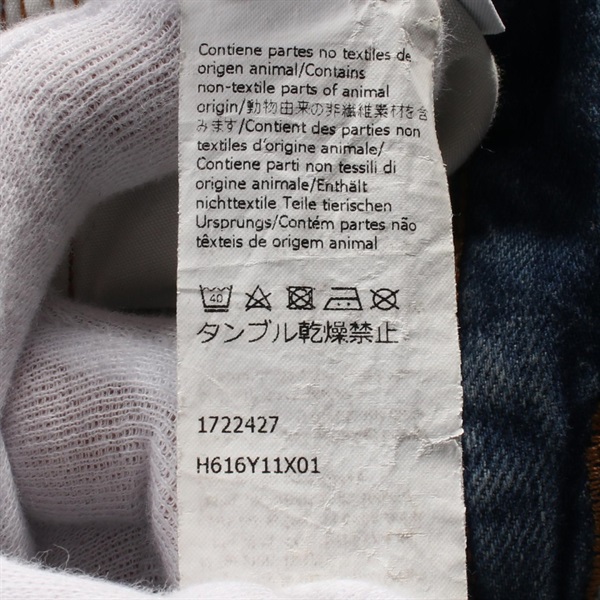 Contiene partes no textiles de
origen animal/Contains
non-textile parts of animal
origin/動物由来の非繊維素材を含
みます/Contient des parties non
textiles d'origine animale/
Contiene parti non tessili di
origine animale/Enthält
nichttextile Teile tierischen
Ursprungs/Contém partes não
têxteis de origem animal
40
タンブル乾燥禁止
1722427
H616Y11X01